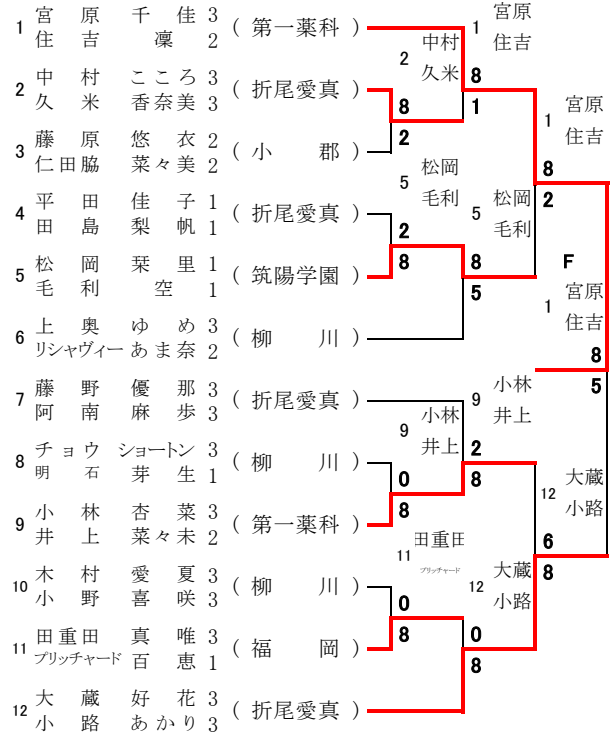 1 宮 原 千 佳 3 ( 第一薬科 )
住 吉 凜 2
2 中 村 こころ 3 ( 折尾愛真 )
久 米 香奈美 3
3 藤 原 悠 衣 2 ( 小 郡 )
仁田脇 菜々美 2
4 平 田 佳 子 1 ( 折尾愛真 )
田 島 梨 帆 1
5 松 岡 栞 里 1 ( 筑陽学園 )
毛 利 空 1
6 上 奥 ゆ め 3 ( 柳 川 )
リシャヴィー あま奈 2
7 藤 野 優 那 3 ( 折尾愛真 )
阿 南 麻 歩 3
8 チョウ ショートン 3 ( 柳 川 )
明 石 芽 生 1
9 小 林 杏 菜 3 ( 第一薬科 )
井 上 菜々未 2
10 木 村 愛 夏 3 ( 柳 川 )
小 野 喜 咲 3
11 田重田 真 唯 3 ( 福 岡 )
プリッチャード 百 恵 1
12 大 蔵 好 花 3 ( 折尾愛真 )
小 路 あかり 3
2 中村
久米
8
2
5 松岡
毛利
2
8
9 小林
井上
0
8
11 田重田
プリッチャード
0
8
1 宮原
住吉
8
1
5 松岡
毛利
8
5
9 小林
井上
2
8
12 大蔵
小路
0
8
1 宮原
住吉
8
2
12 大蔵
小路
6
8
F
1 宮原
住吉
8
5